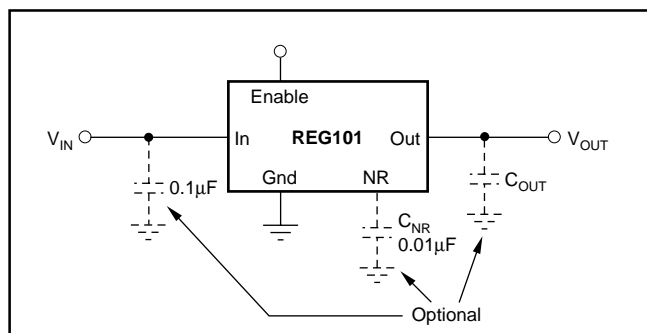 Enable
V_IN
In
REG101
Out
V_OUT
Gnd
NR
0.1µF
C_NR
0.01µF
C_OUT
Optional